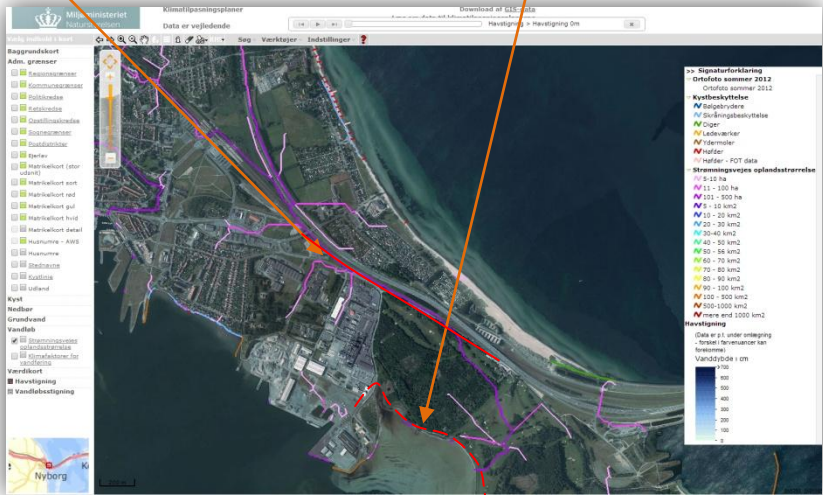 Miljøministeriet
Naturstyrelsen
Klimatilpasningsplaner
Data er vejledende
Download af GIS-data
Havstigning > Havstigning 0m
Vælg indhold i kort
Søg
Værktøjer
Indstillinger
?
Baggrundskort
Adm. grænser
Regionsgrænser
Kommunegrænser
Politikredse
Retskredse
Opstillingskredse
Sognegrænser
Postdistrikter
Ejerlav
Matrikelkort (stor udsnit)
Matrikelkort sort
Matrikelkort rød
Matrikelkort gul
Matrikelkort hvid
Matrikelkort detail
Husnumre - AWS
Husnumre
Stednavne
Kystlinie
Udland
Kyst
Nedbør
Grundvand
Vandløb
Strømningsvejes
oplandsstørrelse
Klimafaktorer for
vandføring
Værdikort
Havstigning
Vandløbsstigning
Nyborg
>> Signaturforklaring
Ortofoto sommer 2012
Ortofoto sommer 2012
Kystbeskyttelse
Bølgebrydere
Skråningsbeskyttelse
Diger
Ledeværker
Ydermoler
Høfder
Høfder - FOT data
Strømningsvejes oplandsstørrelse
5-10 ha
11 - 100 ha
101 - 500 ha
5 - 10 km2
10 - 20 km2
20 - 30 km2
30-40 km2
40 - 50 km2
50 - 56 km2
60 - 70 km2
70 - 80 km2
80 - 90 km2
90 - 100 km2
100 - 500 km2
500-1000 km2
mere end 1000 km2
Havstigning
(Data er p.t. under omlægning
- forskel i farvenuancer kan
forekomme)
Vanddybde i cm
>700
600
500
400
300
200
100
0